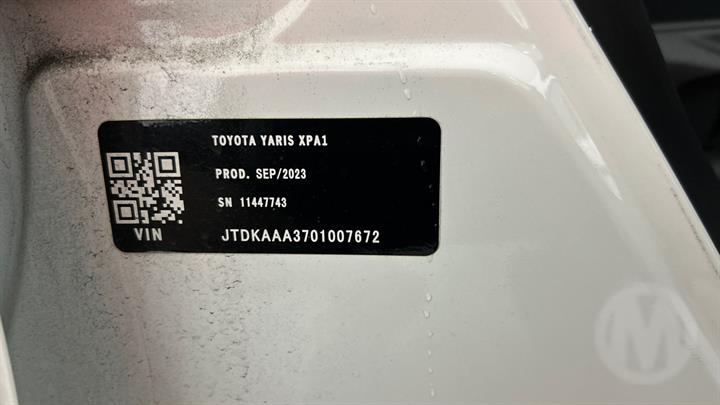 TOYOTA YARIS XPA1
PROD. SEP/2023
SN 11447743
VIN JTDKAAA3701007672
M